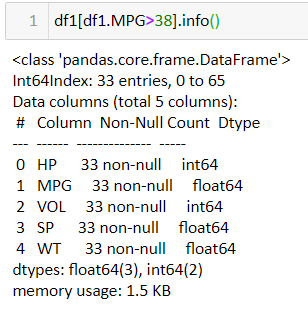 1 df1[df1.MPG>38].info()
<class 'pandas.core.frame.DataFrame'>
Int64Index: 33 entries, 0 to 65
Data columns (total 5 columns):
# Column Non-Null Count Dtype
--- ------ -------------- -----
0 HP 33 non-null int64
1 MPG 33 non-null float64
2 VOL 33 non-null int64
3 SP 33 non-null float64
4 WT 33 non-null float64
dtypes: float64(3), int64(2)
memory usage: 1.5 KB